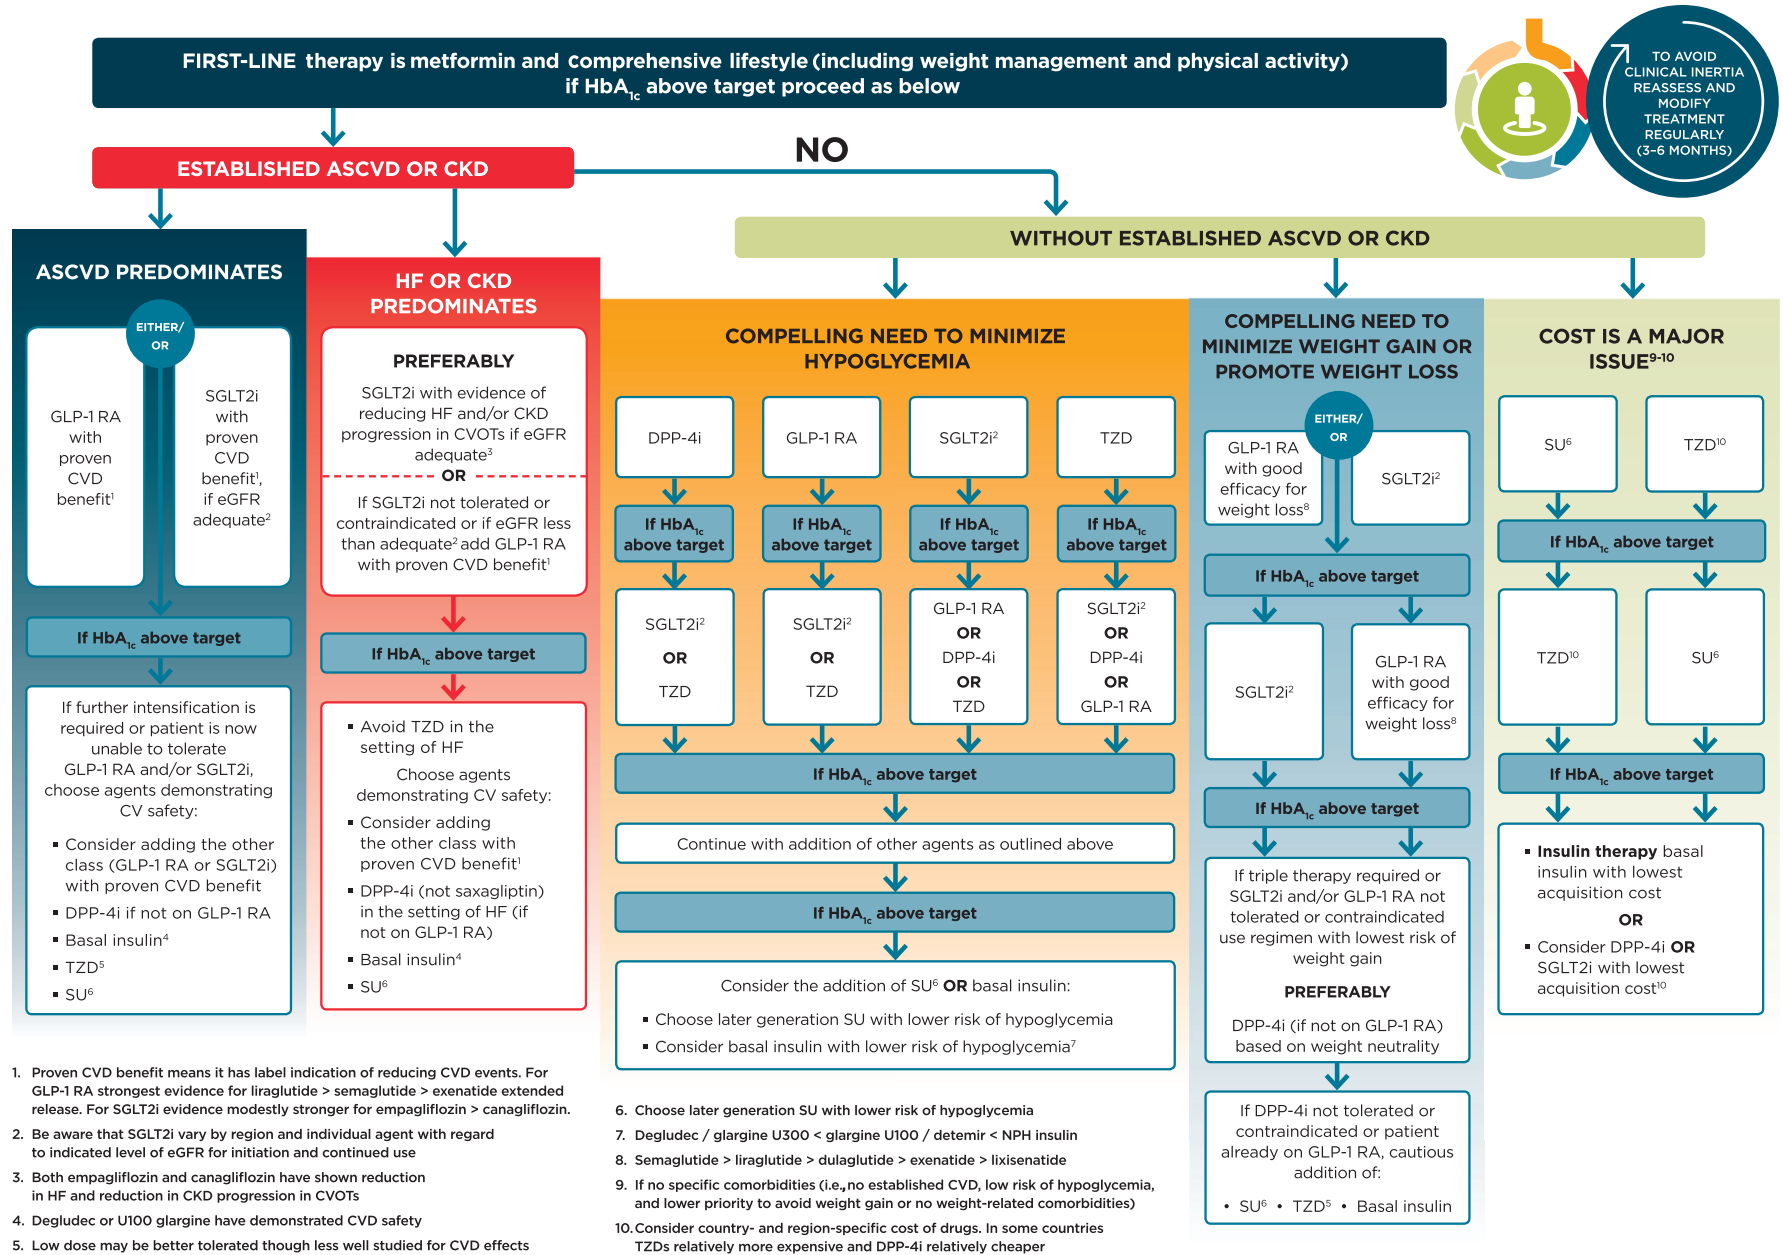 FIRST-LINE therapy is metformin and comprehensive lifestyle (including weight management and physical activity)
if HbA1c above target proceed as below
TO AVOID
CLINICAL INERTIA
REASSESS AND
MODIFY
TREATMENT
REGULARLY
(3–6 MONTHS)
ESTABLISHED ASCVD OR CKD
NO
WITHOUT ESTABLISHED ASCVD OR CKD
ASCVD PREDOMINATES
EITHER/
OR
GLP-1 RA
with
proven
CVD
benefit1
SGLT2i
with
proven
CVD
benefit1,
if eGFR
adequate2
If HbA1c above target
If further intensification is
required or patient is now
unable to tolerate
GLP-1 RA and/or SGLT2i,
choose agents demonstrating
CV safety:
▪ Consider adding the other
class (GLP-1 RA or SGLT2i)
with proven CVD benefit
▪ DPP-4i if not on GLP-1 RA
▪ Basal insulin4
▪ TZD5
▪ SU6
HF OR CKD
PREDOMINATES
PREFERABLY
SGLT2i with evidence of
reducing HF and/or CKD
progression in CVOTs if eGFR
adequate3
OR
If SGLT2i not tolerated or
contraindicated or if eGFR less
than adequate2 add GLP-1 RA
with proven CVD benefit1
If HbA1c above target
▪ Avoid TZD in the
setting of HF
Choose agents
demonstrating CV safety:
▪ Consider adding
the other class with
proven CVD benefit1
▪ DPP-4i (not saxagliptin)
in the setting of HF (if
not on GLP-1 RA)
▪ Basal insulin4
▪ SU6
COMPELLING NEED TO MINIMIZE
HYPOGLYCEMIA
DPP-4i
GLP-1 RA
SGLT2i2
TZD
If HbA1c
above target
If HbA1c
above target
If HbA1c
above target
If HbA1c
above target
SGLT2i2
OR
TZD
SGLT2i2
OR
TZD
GLP-1 RA
OR
DPP-4i
OR
TZD
SGLT2i2
OR
DPP-4i
OR
GLP-1 RA
If HbA1c above target
Continue with addition of other agents as outlined above
If HbA1c above target
Consider the addition of SU6 OR basal insulin:
▪ Choose later generation SU with lower risk of hypoglycemia
▪ Consider basal insulin with lower risk of hypoglycemia7
COMPELLING NEED TO
MINIMIZE WEIGHT GAIN OR
PROMOTE WEIGHT LOSS
EITHER/
OR
GLP-1 RA
with good
efficacy for
weight loss8
SGLT2i2
If HbA1c above target
SGLT2i2
GLP-1 RA
with good
efficacy for
weight loss8
If HbA1c above target
If triple therapy required or
SGLT2i and/or GLP-1 RA not
tolerated or contraindicated
use regimen with lowest risk of
weight gain
PREFERABLY
DPP-4i (if not on GLP-1 RA)
based on weight neutrality
If DPP-4i not tolerated or
contraindicated or patient
already on GLP-1 RA, cautious
addition of:
• SU6 • TZD5 • Basal insulin
COST IS A MAJOR
ISSUE9-10
SU6
TZD10
If HbA1c above target
TZD10
SU6
If HbA1c above target
▪ Insulin therapy basal
insulin with lowest
acquisition cost
OR
▪ Consider DPP-4i OR
SGLT2i with lowest
acquisition cost10
1. Proven CVD benefit means it has label indication of reducing CVD events. For
GLP-1 RA strongest evidence for liraglutide > semaglutide > exenatide extended
release. For SGLT2i evidence modestly stronger for empagliflozin > canagliflozin.
2. Be aware that SGLT2i vary by region and individual agent with regard
to indicated level of eGFR for initiation and continued use
3. Both empagliflozin and canagliflozin have shown reduction
in HF and reduction in CKD progression in CVOTs
4. Degludec or U100 glargine have demonstrated CVD safety
5. Low dose may be better tolerated though less well studied for CVD effects
6. Choose later generation SU with lower risk of hypoglycemia
7. Degludec / glargine U300 < glargine U100 / detemir < NPH insulin
8. Semaglutide > liraglutide > dulaglutide > exenatide > lixisenatide
9. If no specific comorbidities (i.e., no established CVD, low risk of hypoglycemia,
and lower priority to avoid weight gain or no weight-related comorbidities)
10. Consider country- and region-specific cost of drugs. In some countries
TZDs relatively more expensive and DPP-4i relatively cheaper